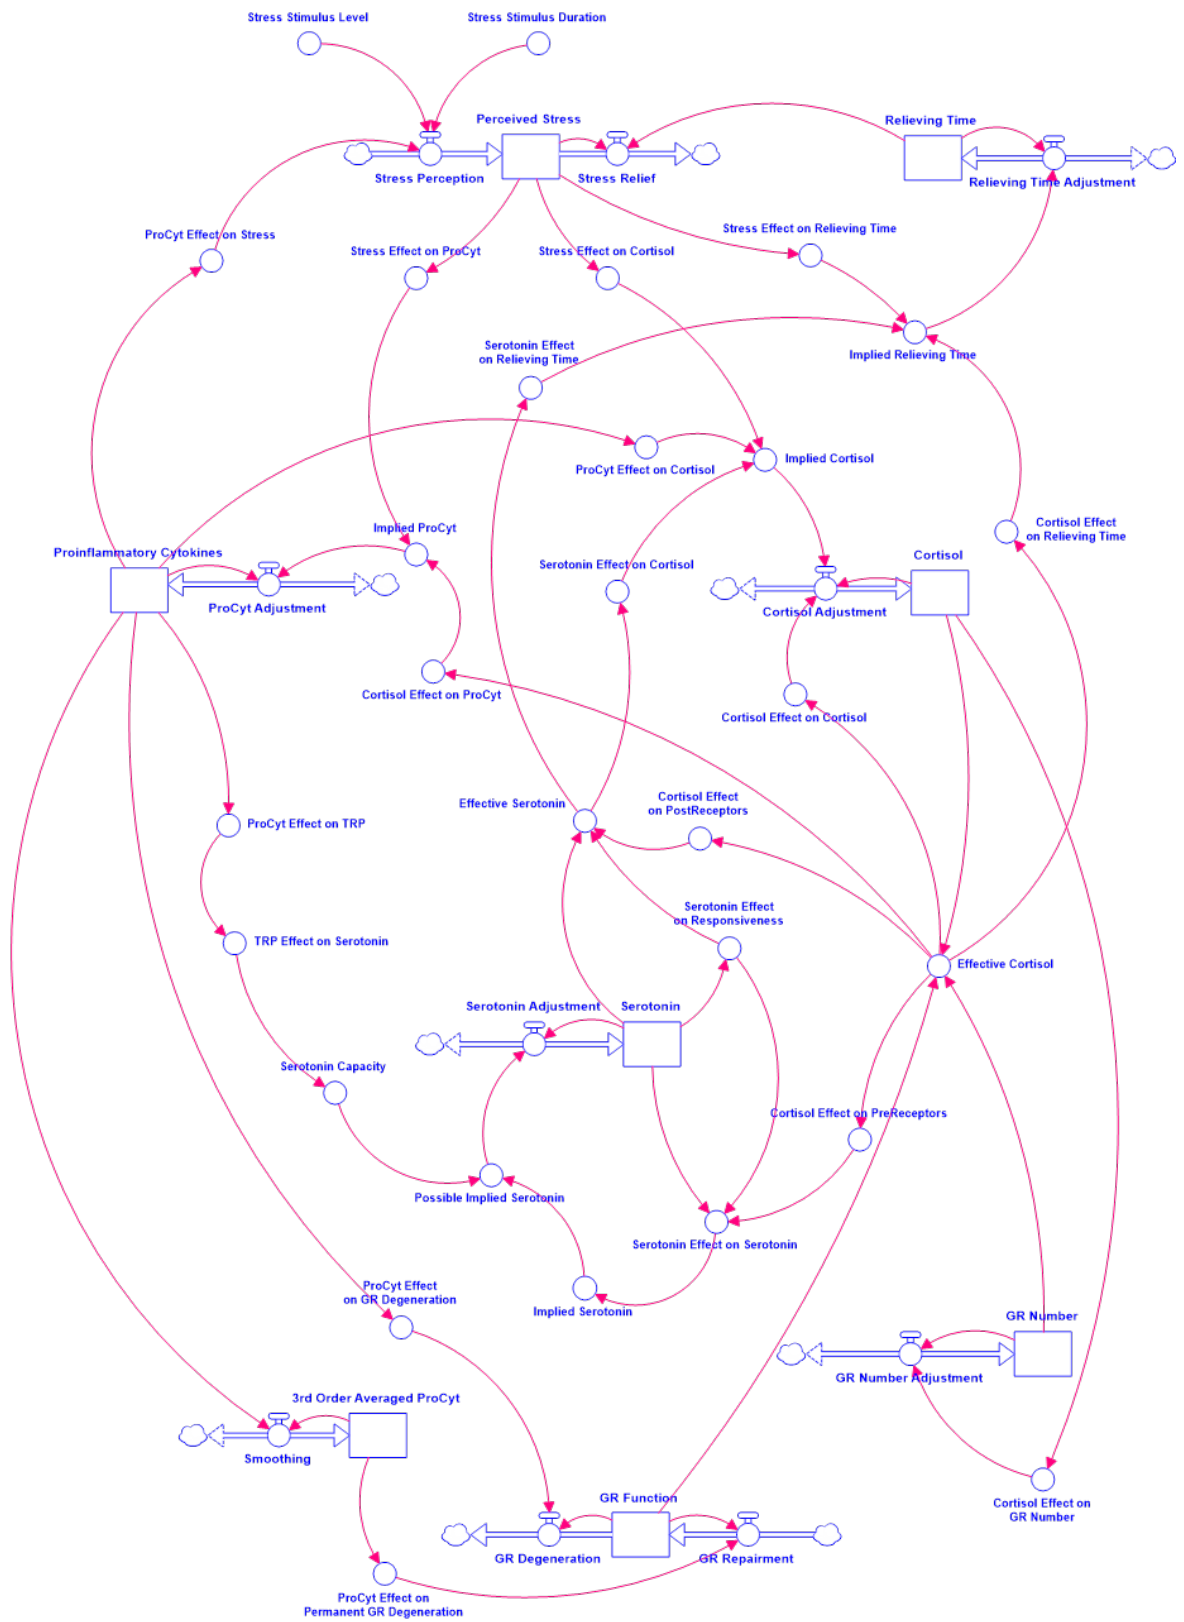 Stress Stimulus Level
Stress Stimulus Duration
Perceived Stress
Relieving Time
Stress Perception
Stress Relief
Relieving Time Adjustment
ProCyt Effect on Stress
Stress Effect on Relieving Time
Stress Effect on ProCyt
Stress Effect on Cortisol
Serotonin Effect
on Relieving Time
Implied Relieving Time
Implied Cortisol
ProCyt Effect on Cortisol
Implied ProCyt
Cortisol Effect
on Relieving Time
Proinflammatory Cytokines
Serotonin Effect on Cortisol
Cortisol
ProCyt Adjustment
Cortisol Adjustment
Cortisol Effect on ProCyt
Cortisol Effect on Cortisol
Effective Serotonin
Cortisol Effect
on PostReceptors
ProCyt Effect on TRP
Serotonin Effect
on Responsiveness
TRP Effect on Serotonin
Effective Cortisol
Serotonin Adjustment
Serotonin
Serotonin Capacity
Cortisol Effect on PreReceptors
Possible Implied Serotonin
Serotonin Effect on Serotonin
ProCyt Effect
on GR Degeneration
Implied Serotonin
GR Number
GR Number Adjustment
3rd Order Averaged ProCyt
Smoothing
GR Function
Cortisol Effect on
GR Number
GR Degeneration
GR Repairment
ProCyt Effect on
Permanent GR Degeneration